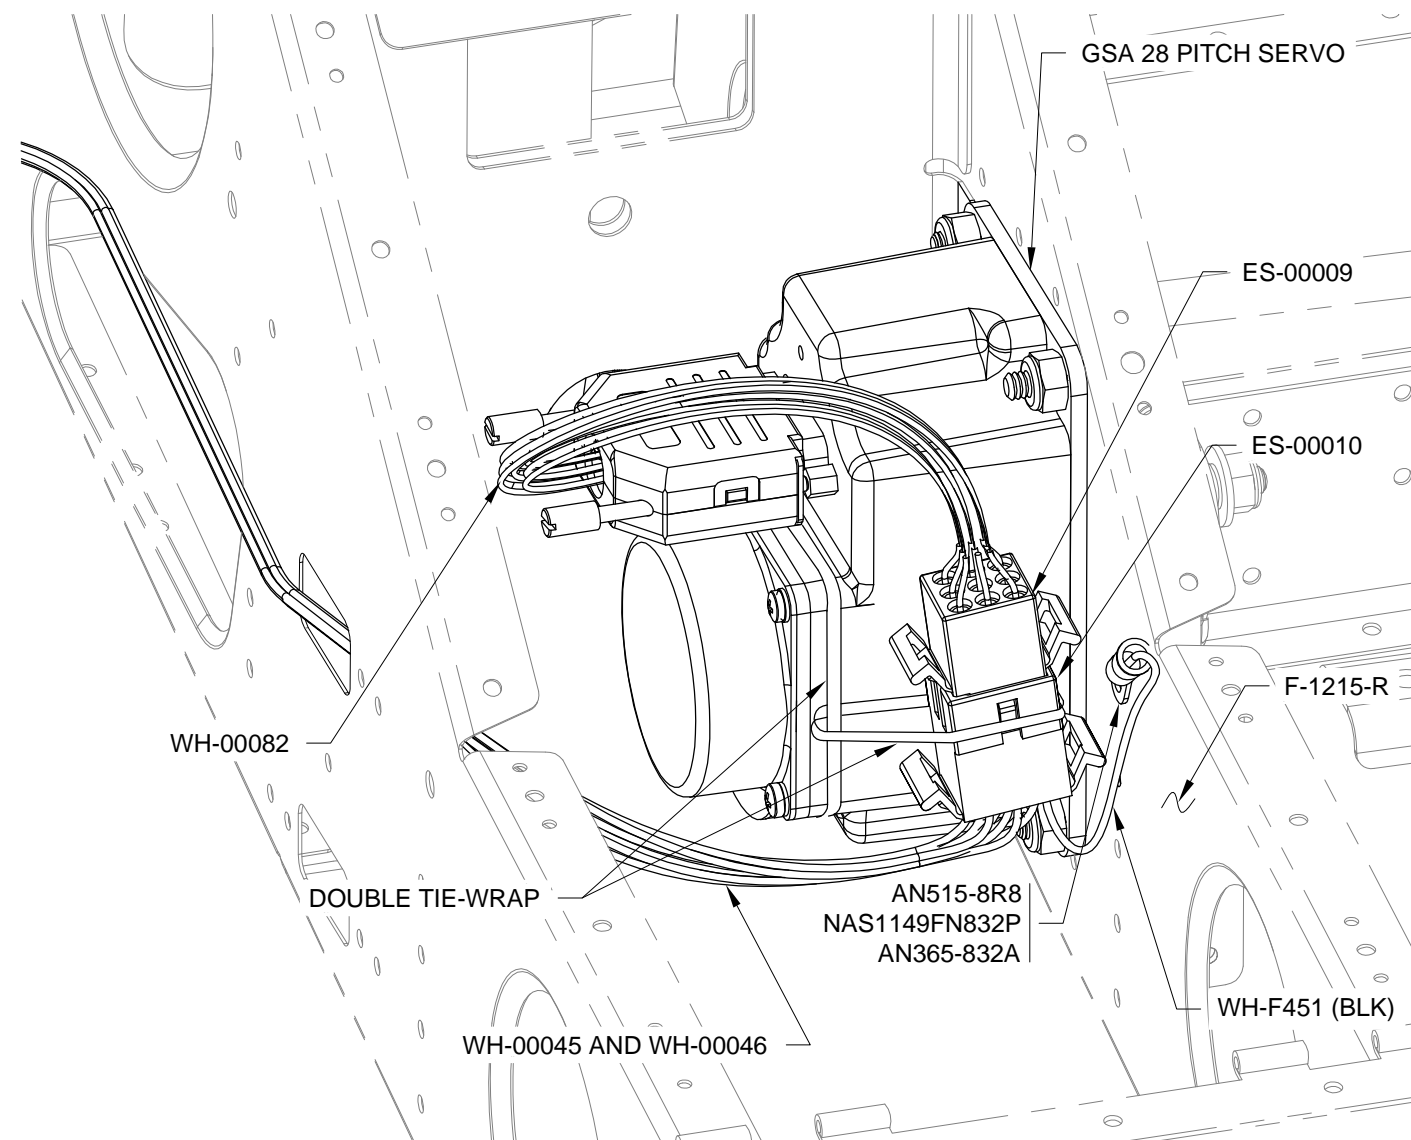 GSA 28 PITCH SERVO
ES-00009
ES-00010
F-1215-R
WH-00082
DOUBLE TIE-WRAP
AN515-8R8
NAS1149FN832P
AN365-832A
WH-F451 (BLK)
WH-00045 AND WH-00046